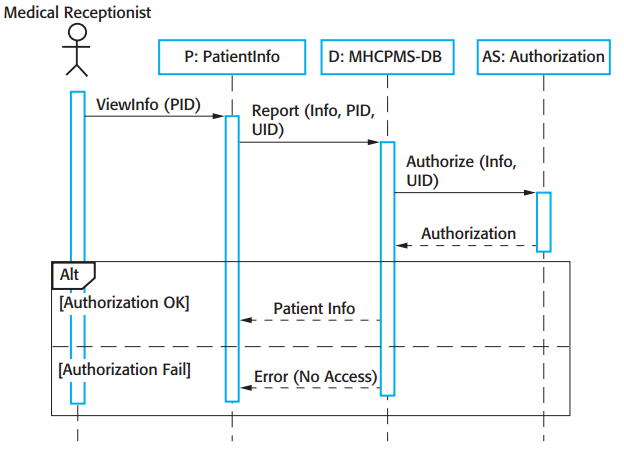 Medical Receptionist
P: PatientInfo
D: MHCPMS-DB
AS: Authorization
ViewInfo (PID)
Report (Info, PID,
UID)
Authorize (Info,
UID)
Authorization
Alt
[Authorization OK]
Patient Info
[Authorization Fail]
Error (No Access)